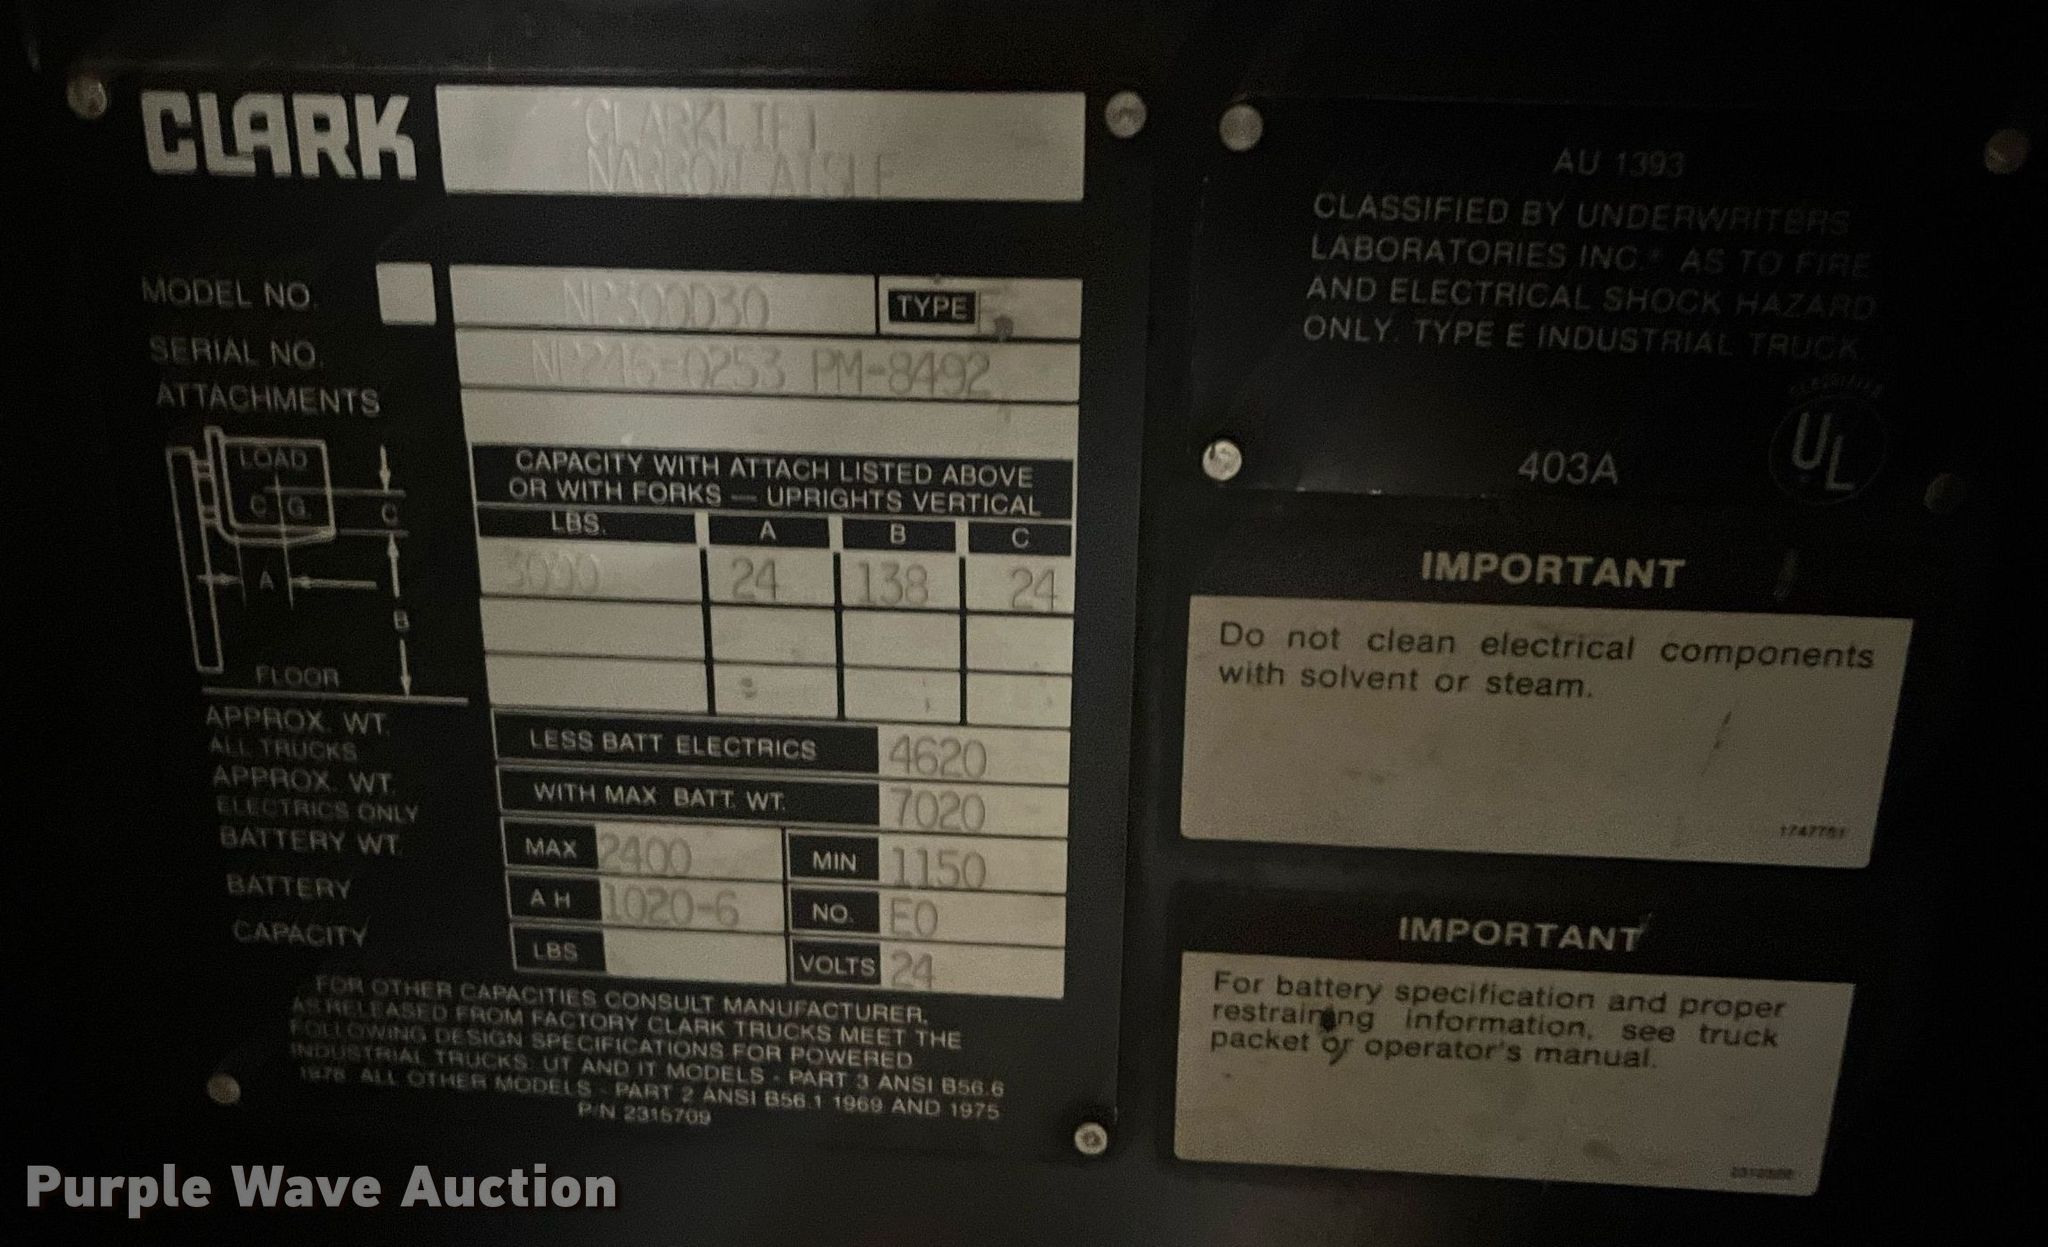 CLARK
CLARKLIFT
NARROW AISLE
MODEL NO.
NP300D30
TYPE E
SERIAL NO.
NP245-0253 PM-8492
ATTACHMENTS
LOAD
C. G.
C
A
B
FLOOR
CAPACITY WITH ATTACH LISTED ABOVE
OR WITH FORKS — UPRIGHTS VERTICAL
LBS. A B C
3000 24 138 24
APPROX. WT.
ALL TRUCKS
LESS BATT ELECTRICS 4620
APPROX. WT.
ELECTRICS ONLY
WITH MAX BATT. WT. 7020
BATTERY WT.
MAX 2400 MIN 1150
BATTERY
A H 1020-6 NO. E0
CAPACITY
LBS VOLTS 24
FOR OTHER CAPACITIES CONSULT MANUFACTURER.
AS RELEASED FROM FACTORY CLARK TRUCKS MEET THE
FOLLOWING DESIGN SPECIFICATIONS FOR POWERED
INDUSTRIAL TRUCKS. UT AND IT MODELS - PART 3 ANSI B56.6
1978 ALL OTHER MODELS - PART 2 ANSI B56.1 1969 AND 1975
P/N 2315709
AU 1393
CLASSIFIED BY UNDERWRITERS
LABORATORIES INC.® AS TO FIRE
AND ELECTRICAL SHOCK HAZARD
ONLY. TYPE E INDUSTRIAL TRUCK
CLASSIFIED
UL
403A
IMPORTANT
Do not clean electrical components
with solvent or steam.
1747751
IMPORTANT
For battery specification and proper
restraining information, see truck
packet or operator's manual.
Purple Wave Auction